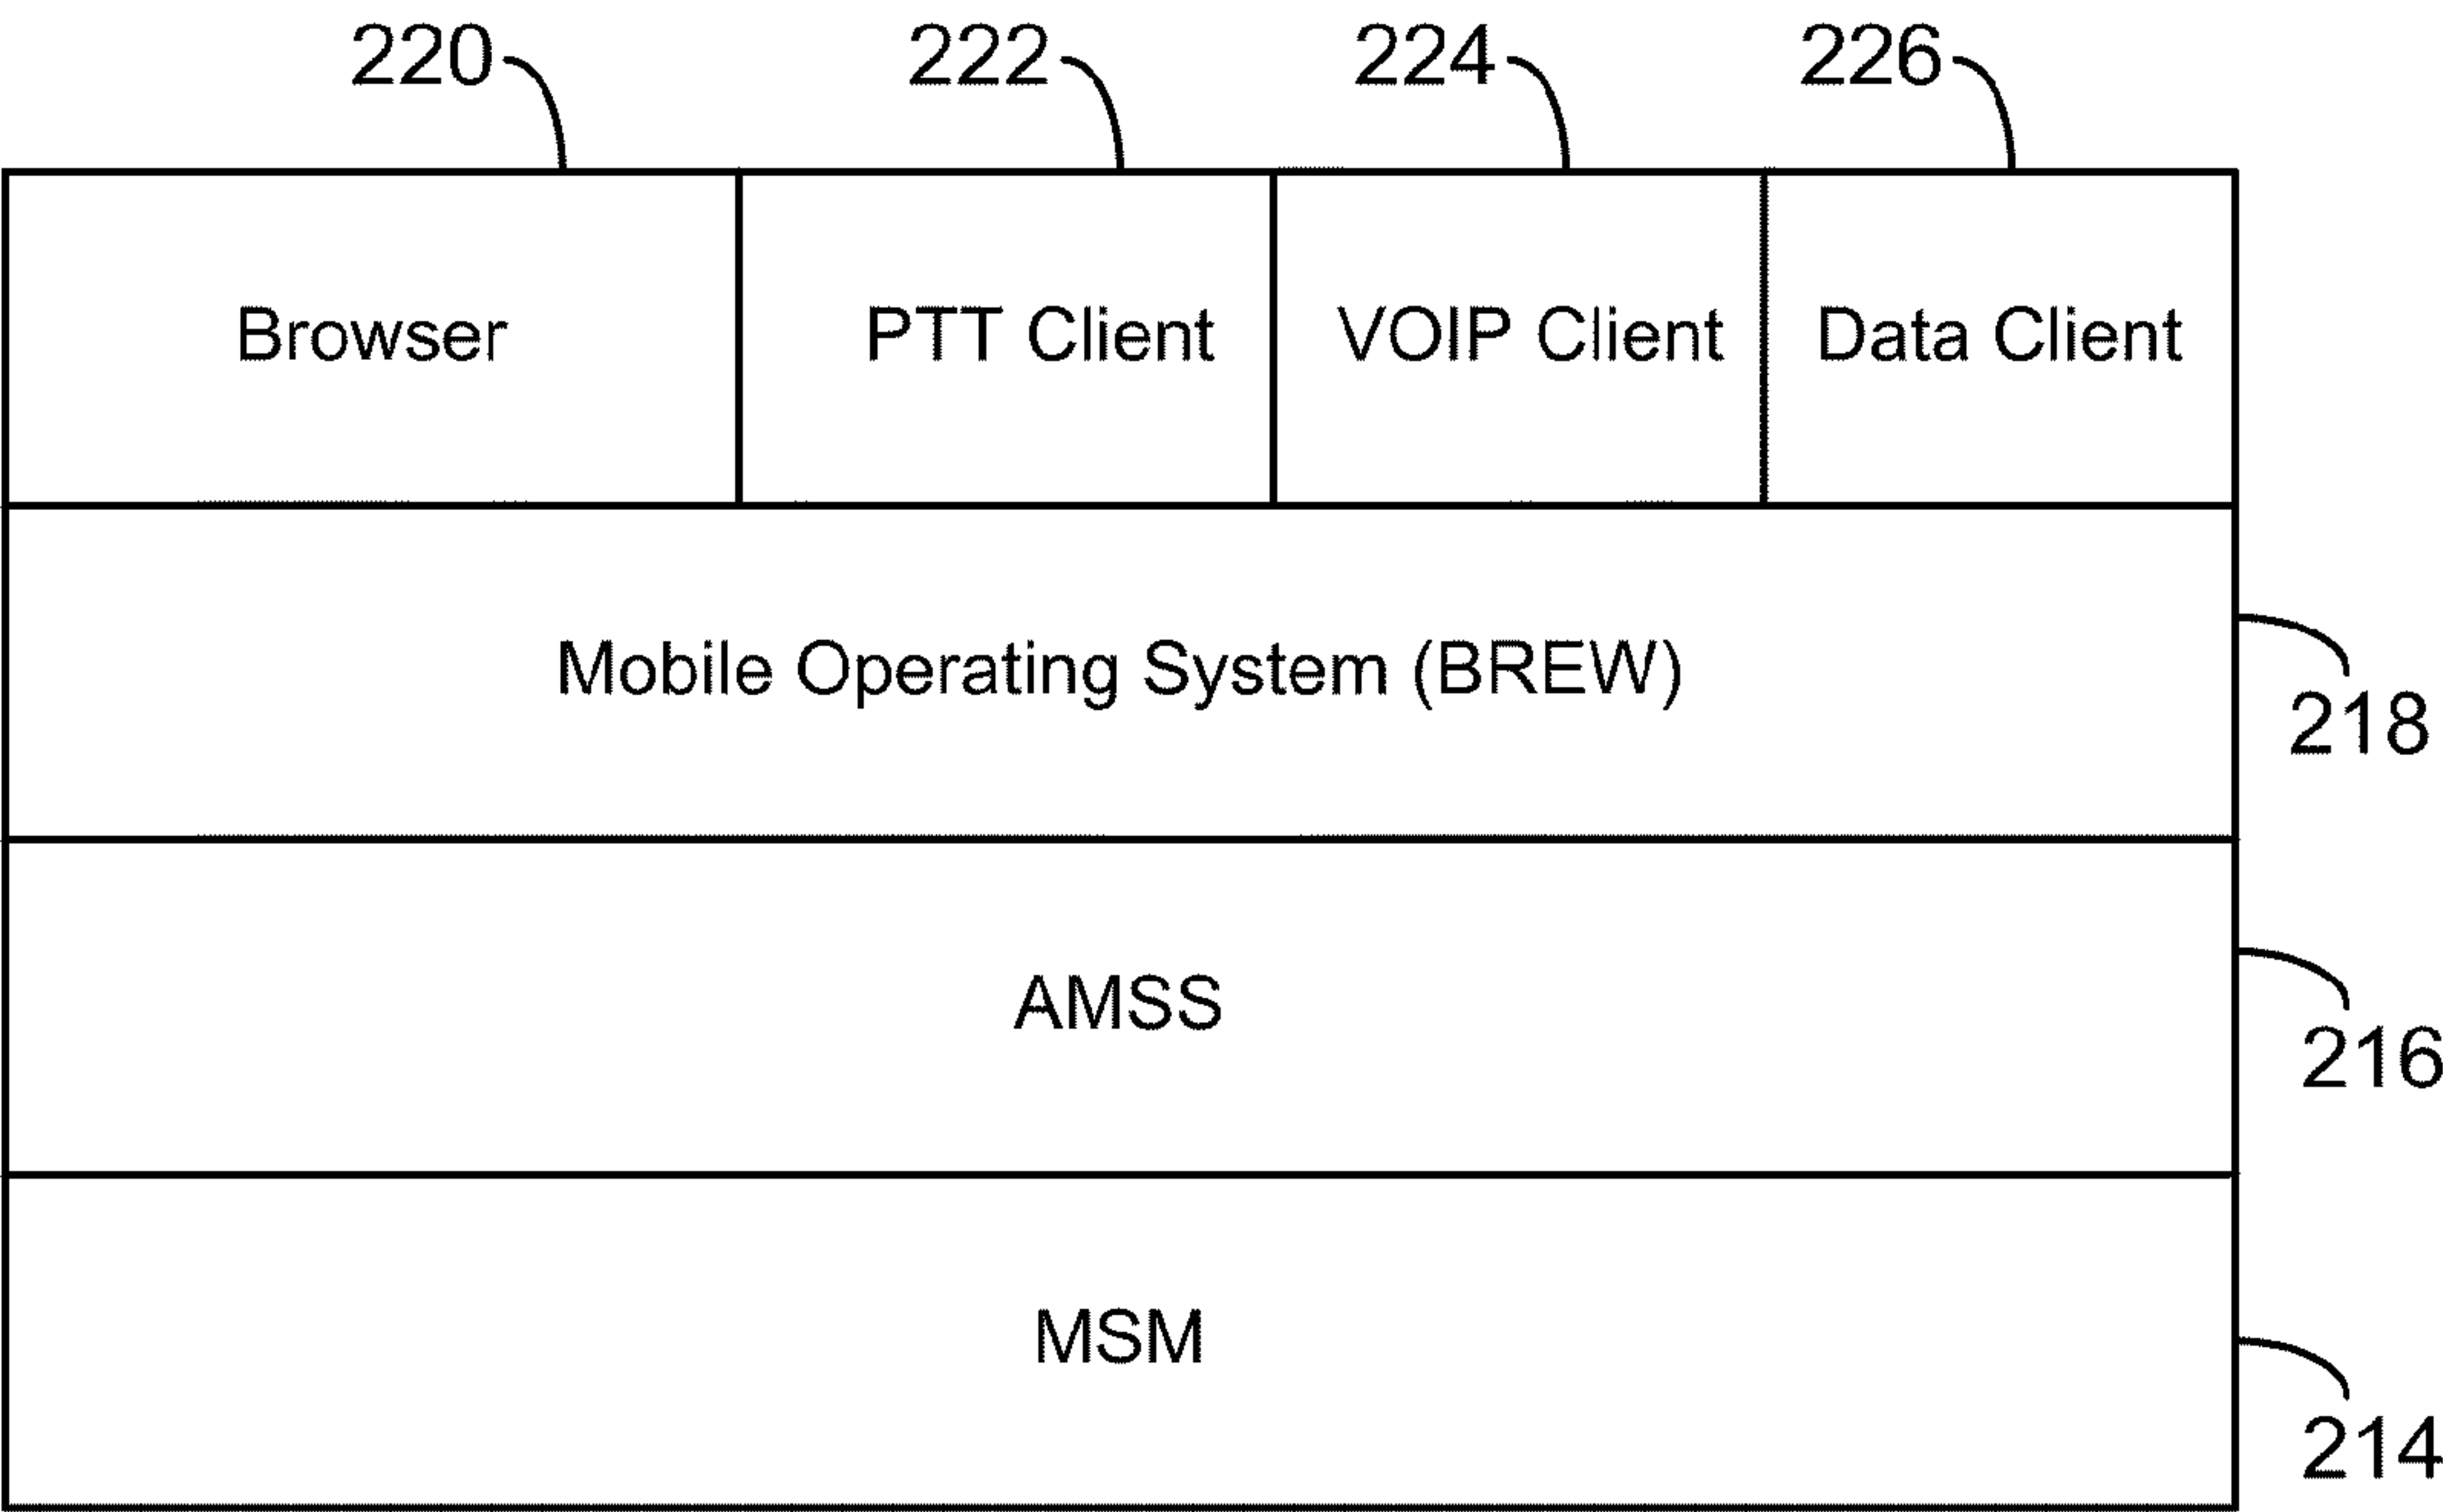 220 222 224 226
Browser PTT Client VOIP Client Data Client
Mobile Operating System (BREW)
218
AMSS
216
MSM
214